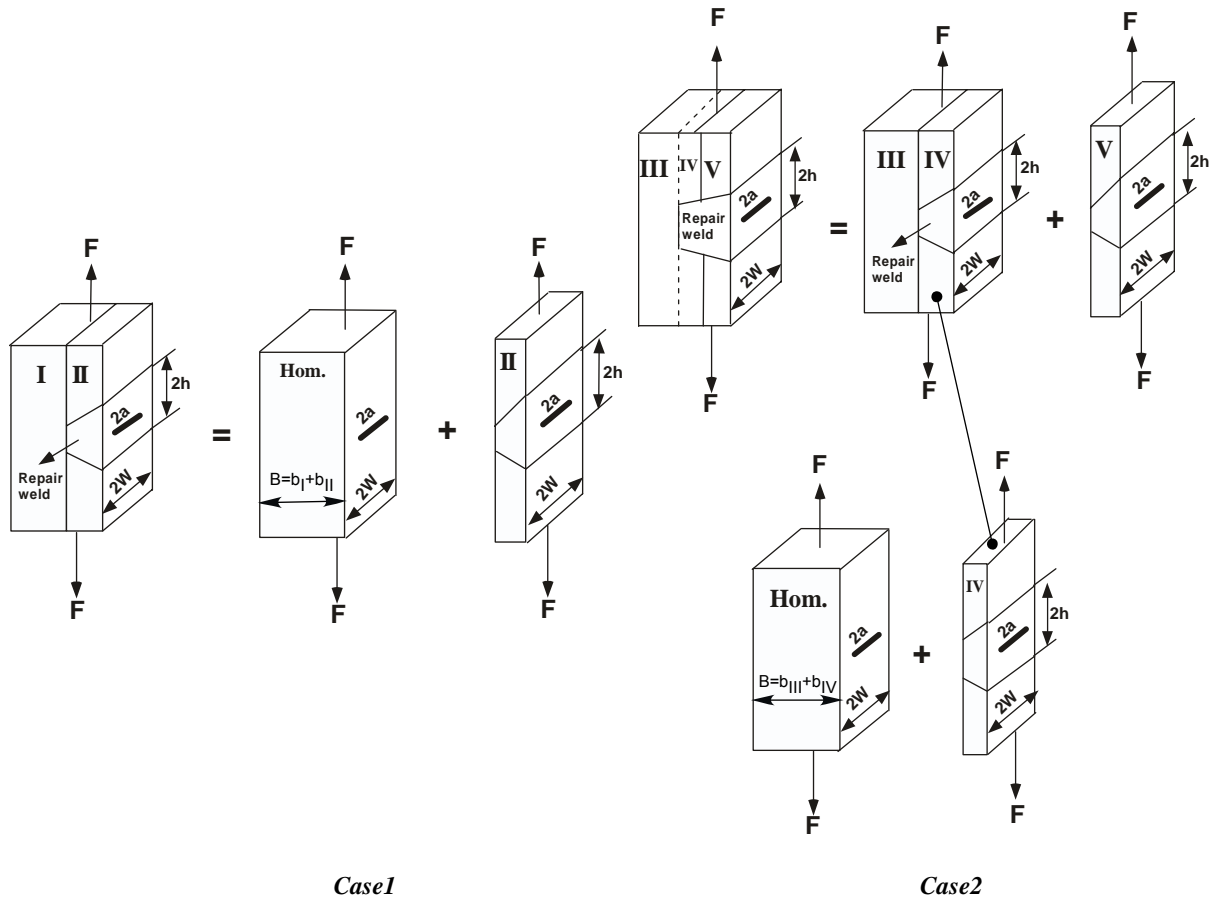 F
I II
2a
2h
Repair
weld
2W
F
=
F
Hom.
2a
B=bI+bII
2W
F
+
F
II
2a
2h
2W
F
F
III IV V
Repair
weld
2a
2h
2W
F
=
F
III IV
2a
2h
Repair
weld
2W
F
+
F
V
2a
2h
2W
F
F
Hom.
2a
B=bIII+bIV
2W
F
+
F
IV
2a
2h
2W
F
Case1
Case2